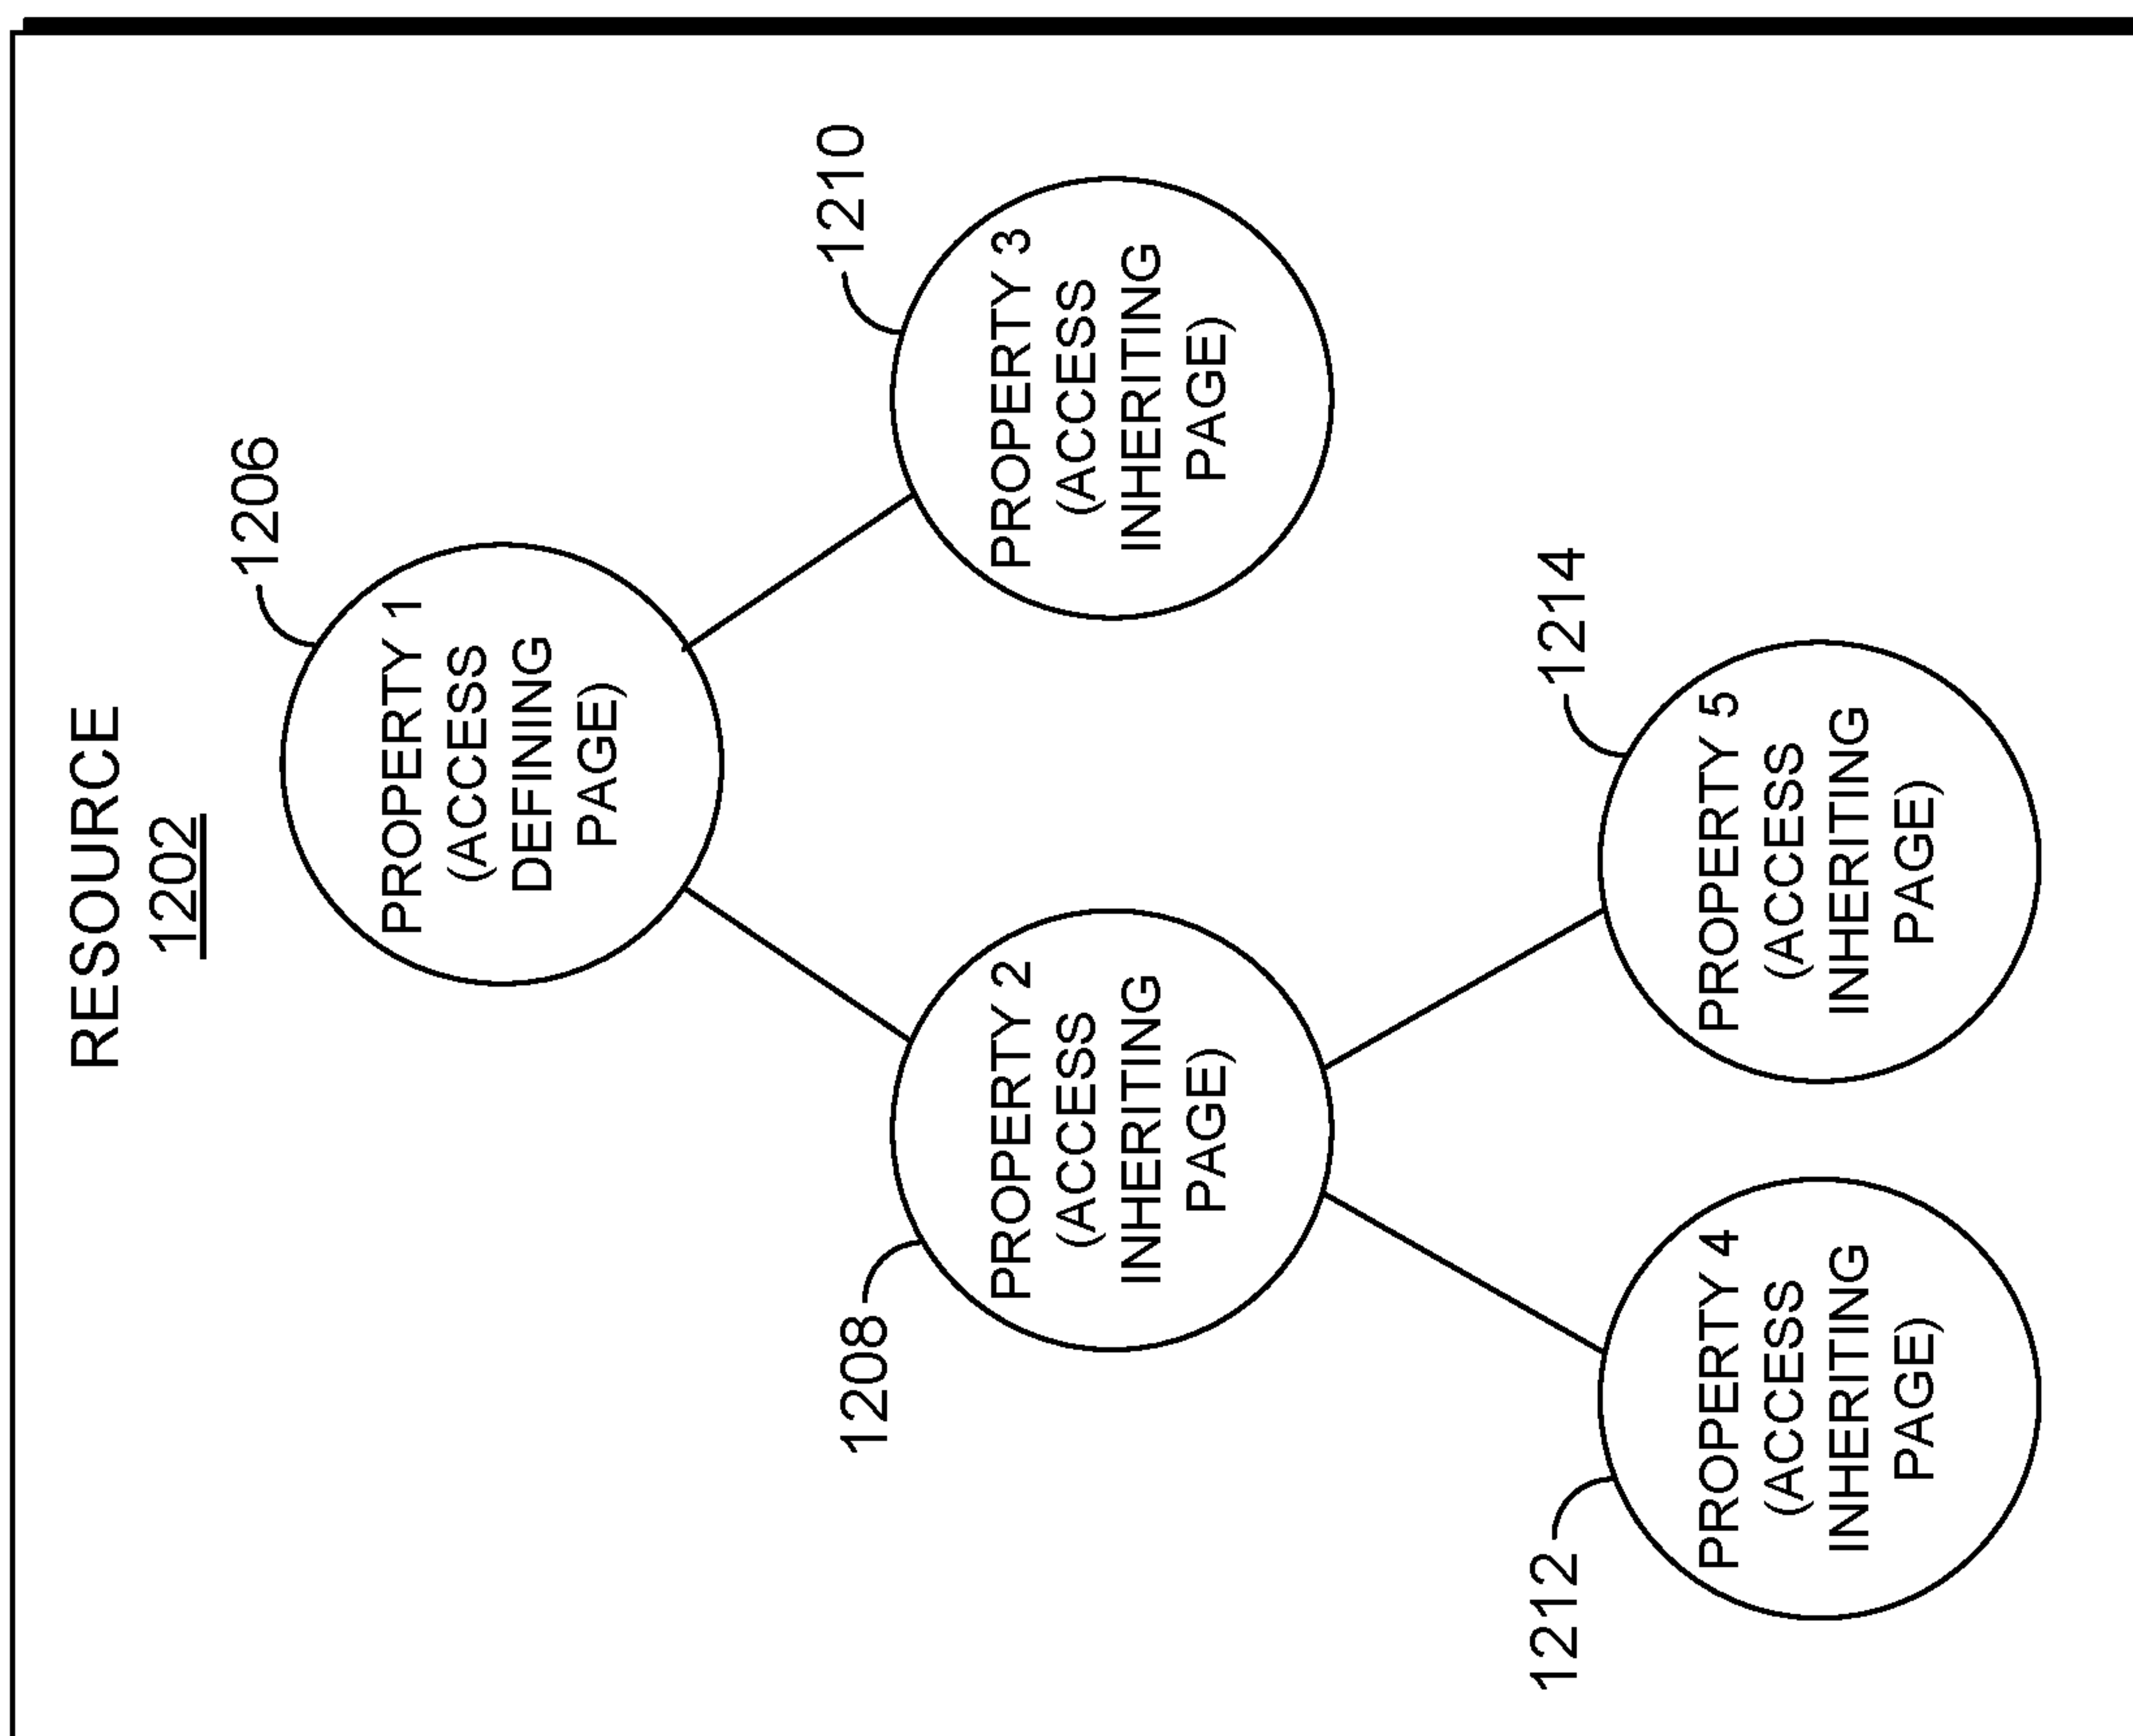 RESOURCE
1202
1206
PROPERTY 1
(ACCESS
DEFINING
PAGE)
1208
PROPERTY 2
(ACCESS
INHERITING
PAGE)
1210
PROPERTY 3
(ACCESS
INHERITING
PAGE)
1212
PROPERTY 4
(ACCESS
INHERITING
PAGE)
1214
PROPERTY 5
(ACCESS
INHERITING
PAGE)